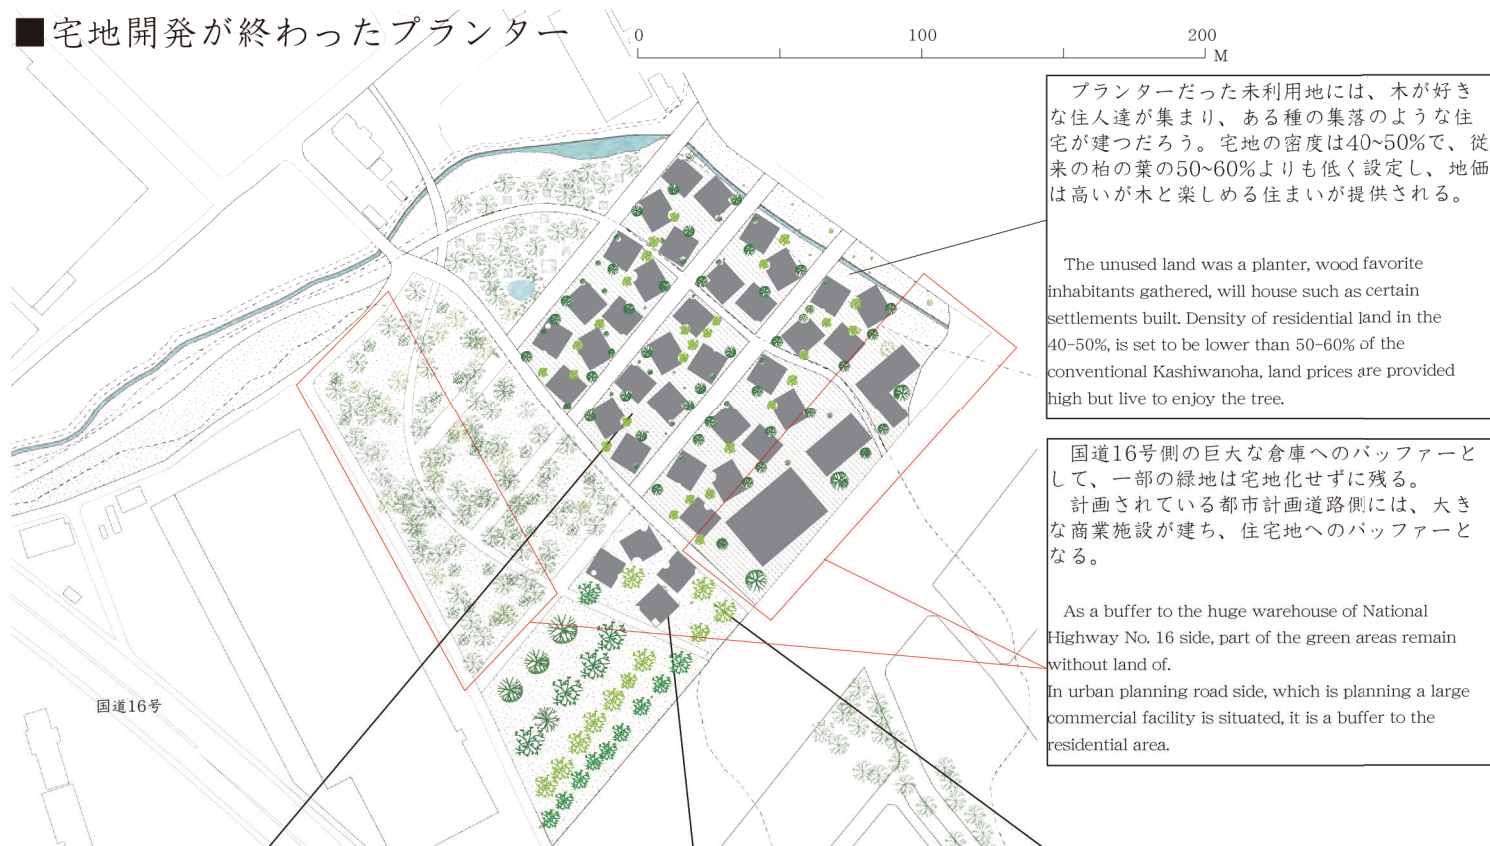 ■宅地開発が終わったプランター
0 100 200
M
プランターだった未利用地には、木が好き
な住人達が集まり、ある種の集落のような住
宅が建つだろう。宅地の密度は40~50%で、従
来の柏の葉の50~60%よりも低く設定し、地価
は高いが木と楽しめる住まいが提供される。
The unused land was a planter, wood favorite
inhabitants gathered, will house such as certain
settlements built. Density of residential land in the
40-50%, is set to be lower than 50-60% of the
conventional Kashiwanoha, land prices are provided
high but live to enjoy the tree.
国道16号側の巨大な倉庫へのバッファーと
して、一部の緑地は宅地化せずに残る。
計画されている都市計画道路側には、大き
な商業施設が建ち、住宅地へのバッファーと
なる。
As a buffer to the huge warehouse of National
Highway No. 16 side, part of the green areas remain
without land of.
In urban planning road side, which is planning a large
commercial facility is situated, it is a buffer to the
residential area.
国道16号